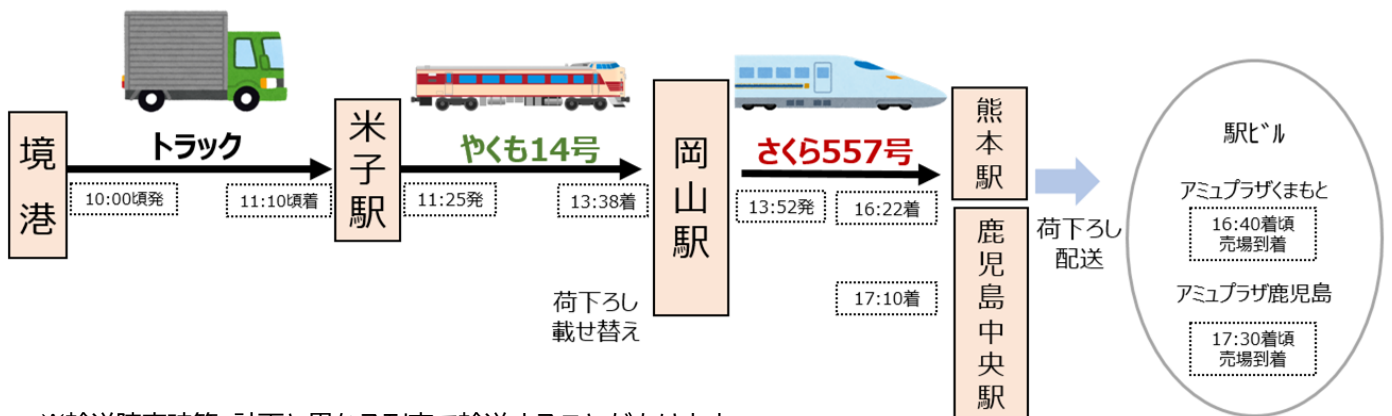 境港
トラック
10:00頃発
11:10頃着
米子駅
やくも14号
11:25発
13:38着
荷下ろし
載せ替え
岡山駅
さくら557号
13:52発
16:22着
17:10着
熊本駅
鹿児島中央駅
荷下ろし
配送
駅ﾋﾞﾙ
アミュプラザくまもと
16:40着頃
売場到着
アミュプラザ鹿児島
17:30着頃
売場到着